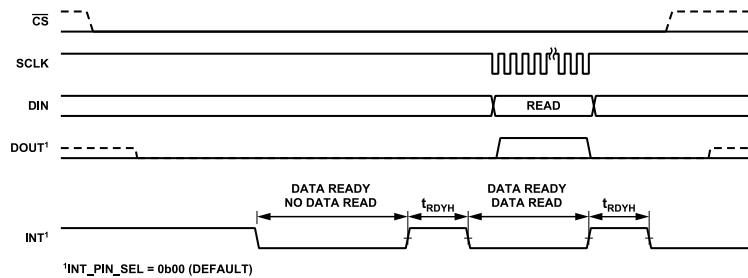 CS
SCLK
DIN
READ
DOUT¹
DATA READY
NO DATA READ
tRDYH
DATA READY
DATA READ
tRDYH
INT¹
¹INT_PIN_SEL = 0b00 (DEFAULT)